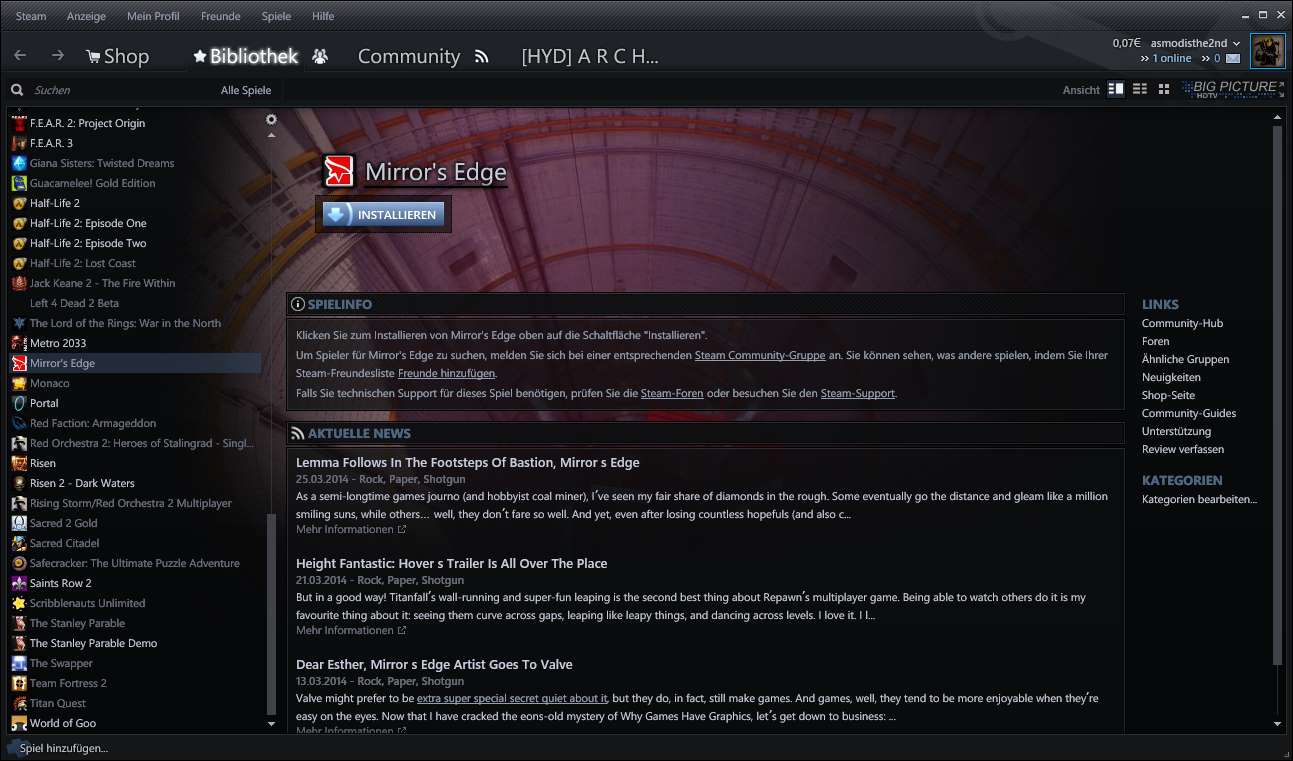 Steam Anzeige Mein Profil Freunde Spiele Hilfe
0,07€ asmodisthe2nd
Shop Bibliothek Community [HYD] A R C H...
1 online 0
Suchen Alle Spiele Ansicht BIG PICTURE
HDTV
F.E.A.R. 2: Project Origin
F.E.A.R. 3
Giana Sisters: Twisted Dreams
Guacamelee! Gold Edition
Half-Life 2
Half-Life 2: Episode One
Half-Life 2: Episode Two
Half-Life 2: Lost Coast
Jack Keane 2 - The Fire Within
Left 4 Dead 2 Beta
The Lord of the Rings: War in the North
Metro 2033
Mirror's Edge
Monaco
Portal
Red Faction: Armageddon
Red Orchestra 2: Heroes of Stalingrad - Singl...
Risen
Risen 2 - Dark Waters
Rising Storm/Red Orchestra 2 Multiplayer
Sacred 2 Gold
Sacred Citadel
Safecracker: The Ultimate Puzzle Adventure
Saints Row 2
Scribblenauts Unlimited
The Stanley Parable
The Stanley Parable Demo
The Swapper
Team Fortress 2
Titan Quest
World of Goo
Spiel hinzufügen...
Mirror's Edge
INSTALLIEREN
SPIELINFO
Klicken Sie zum Installieren von Mirror's Edge oben auf die Schaltfläche "Installieren".
Um Spieler für Mirror's Edge zu suchen, melden Sie sich bei einer entsprechenden Steam Community-Gruppe an. Sie können sehen, was andere spielen, indem Sie Ihrer
Steam-Freundesliste Freunde hinzufügen.
Falls Sie technischen Support für dieses Spiel benötigen, prüfen Sie die Steam-Foren oder besuchen Sie den Steam-Support.
AKTUELLE NEWS
Lemma Follows In The Footsteps Of Bastion, Mirror s Edge
25.03.2014 - Rock, Paper, Shotgun
As a semi-longtime games journo (and hobbyist coal miner), I´ve seen my fair share of diamonds in the rough. Some eventually go the distance and gleam like a million
smiling suns, while others… well, they don´t fare so well. And yet, even after losing countless hopefuls (and also c...
Mehr Informationen
Height Fantastic: Hover s Trailer Is All Over The Place
21.03.2014 - Rock, Paper, Shotgun
But in a good way! Titanfall´s wall-running and super-fun leaping is the second best thing about Repawn´s multiplayer game. Being able to watch others do it is my
favourite thing about it: seeing them curve across gaps, leaping like leapy things, and dancing across levels. I love it. I l...
Mehr Informationen
Dear Esther, Mirror s Edge Artist Goes To Valve
13.03.2014 - Rock, Paper, Shotgun
Valve might prefer to be extra super special secret quiet about it, but they do, in fact, still make games. And games, well, they tend to be more enjoyable when they´re
easy on the eyes. Now that I have cracked the eons-old mystery of Why Games Have Graphics, let´s get down to business: ...
Mehr Informationen
LINKS
Community-Hub
Foren
Ähnliche Gruppen
Neuigkeiten
Shop-Seite
Community-Guides
Unterstützung
Review verfassen
KATEGORIEN
Kategorien bearbeiten...